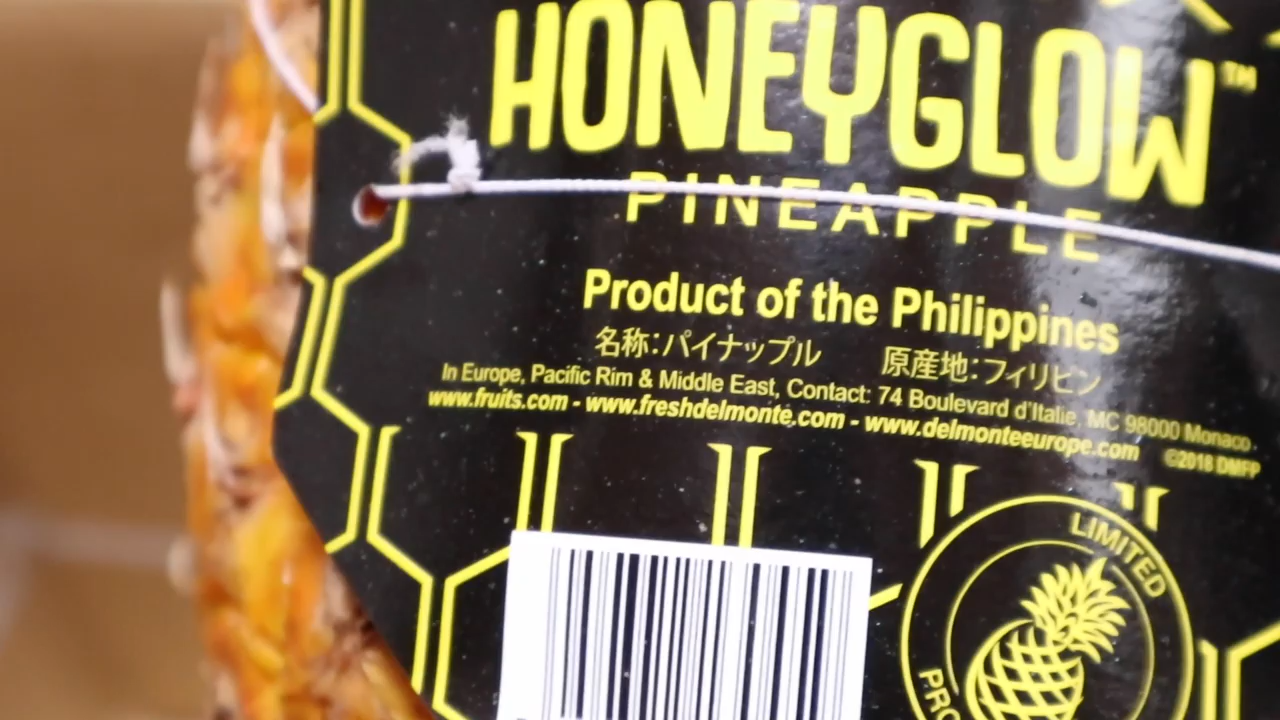 HONEYGLOW™
PINEAPPLE
Product of the Philippines
名称：パイナップル 原産地：フィリピン
In Europe, Pacific Rim & Middle East, Contact: 74 Boulevard d'Italie, MC 98000 Monaco.
www.fruits.com - www.freshdelmonte.com - www.delmonteeurope.com ©2018 DMFP
LIMITED